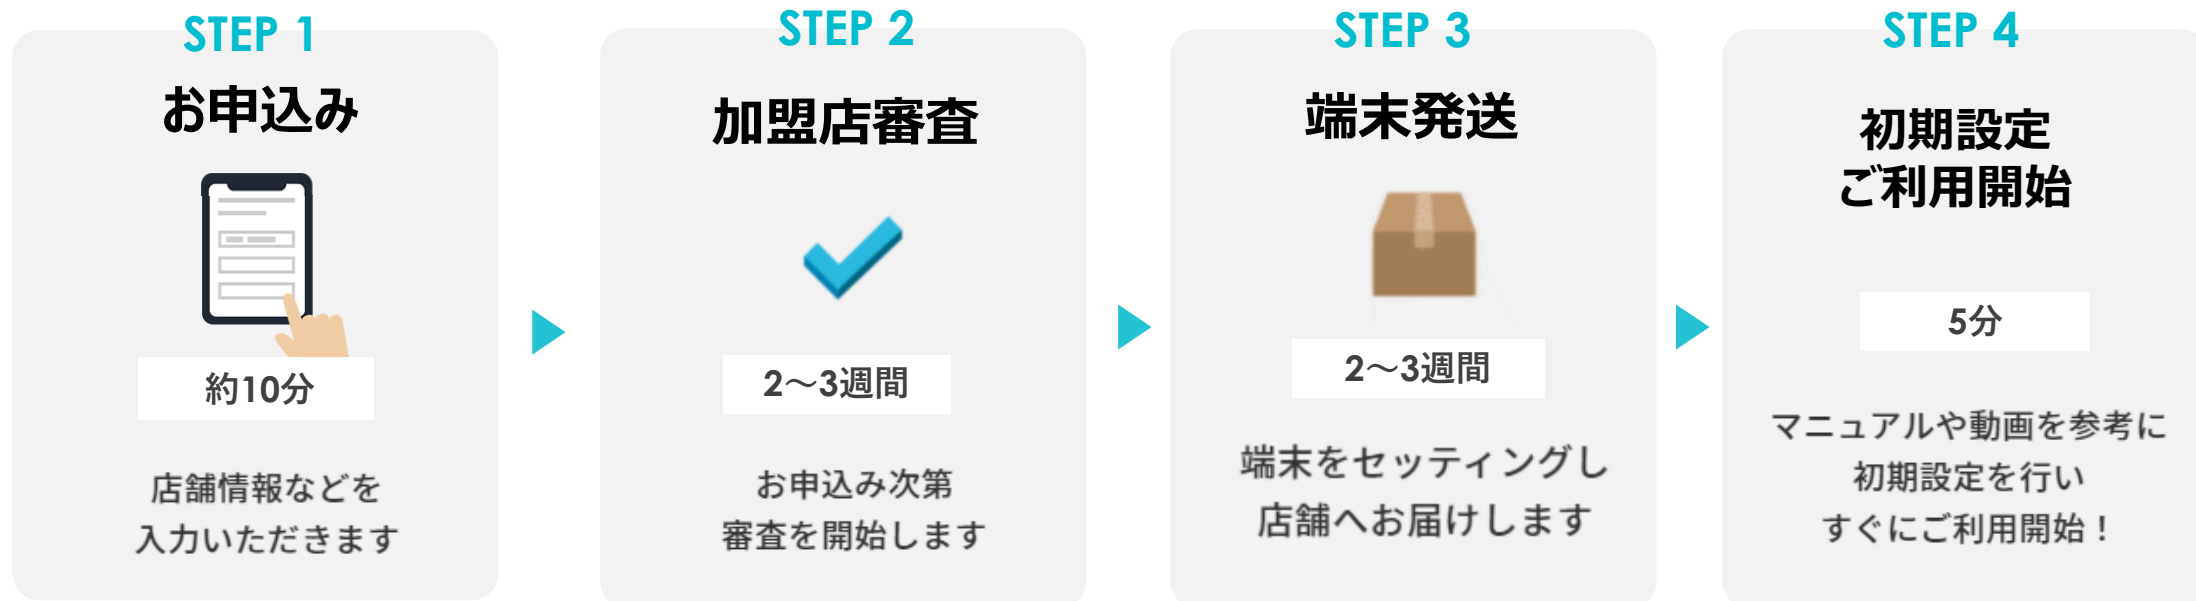 STEP 1
お申込み
約10分
店舗情報などを
入力いただきます
STEP 2
加盟店審査
2〜3週間
お申込み次第
審査を開始します
STEP 3
端末発送
2〜3週間
端末をセッティングし
店舗へお届けします
STEP 4
初期設定
ご利用開始
5分
マニュアルや動画を参考に
初期設定を行い
すぐにご利用開始！